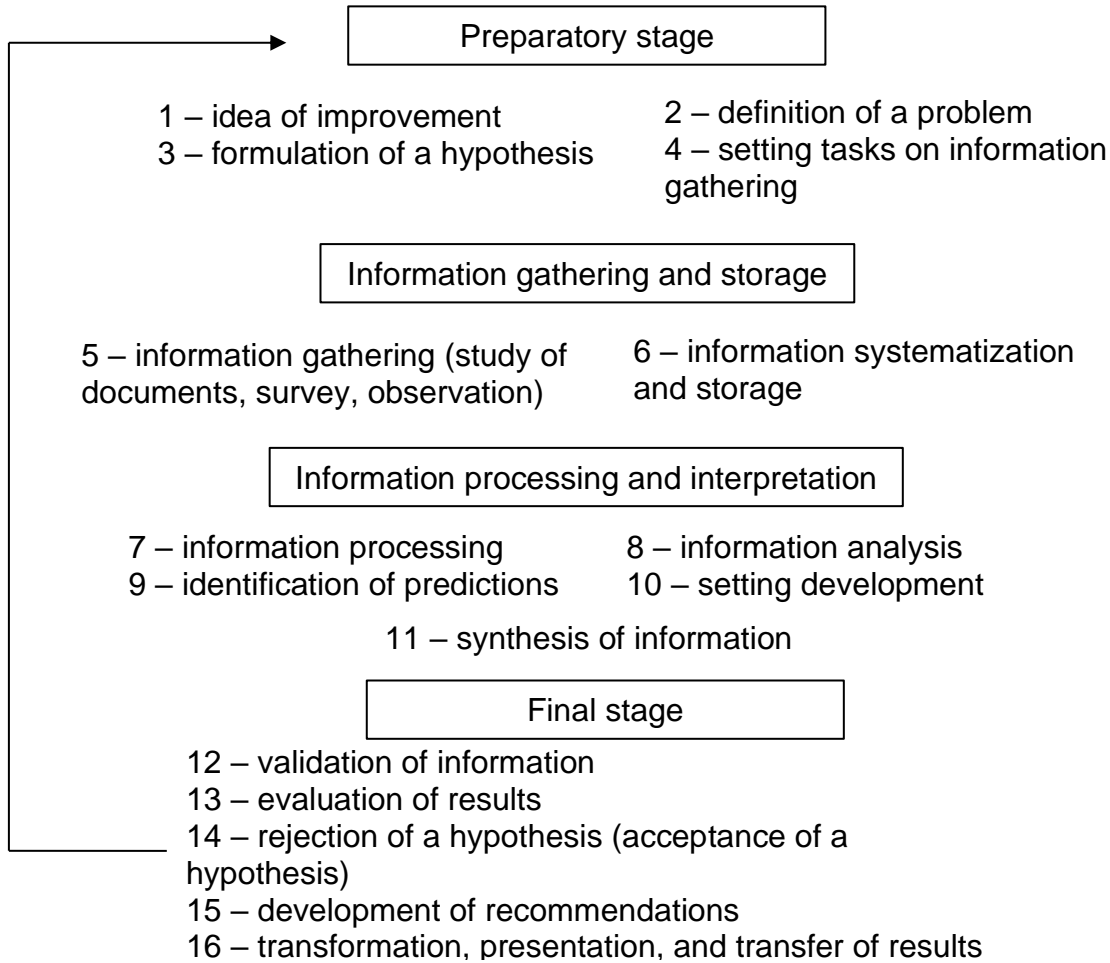 Preparatory stage
1 – idea of improvement
2 – definition of a problem
3 – formulation of a hypothesis
4 – setting tasks on information
gathering
Information gathering and storage
5 – information gathering (study of
documents, survey, observation)
6 – information systematization
and storage
Information processing and interpretation
7 – information processing
8 – information analysis
9 – identification of predictions
10 – setting development
11 – synthesis of information
Final stage
12 – validation of information
13 – evaluation of results
14 – rejection of a hypothesis (acceptance of a
hypothesis)
15 – development of recommendations
16 – transformation, presentation, and transfer of results